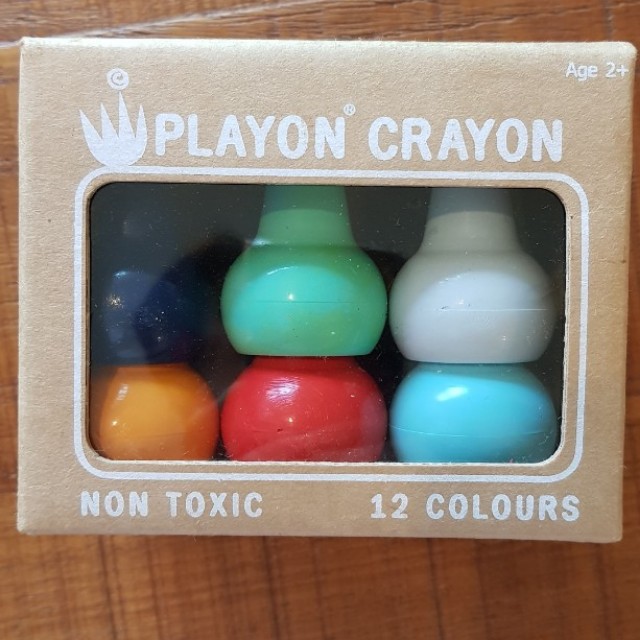 Age 2+
PLAYON® CRAYON
NON TOXIC
12 COLOURS